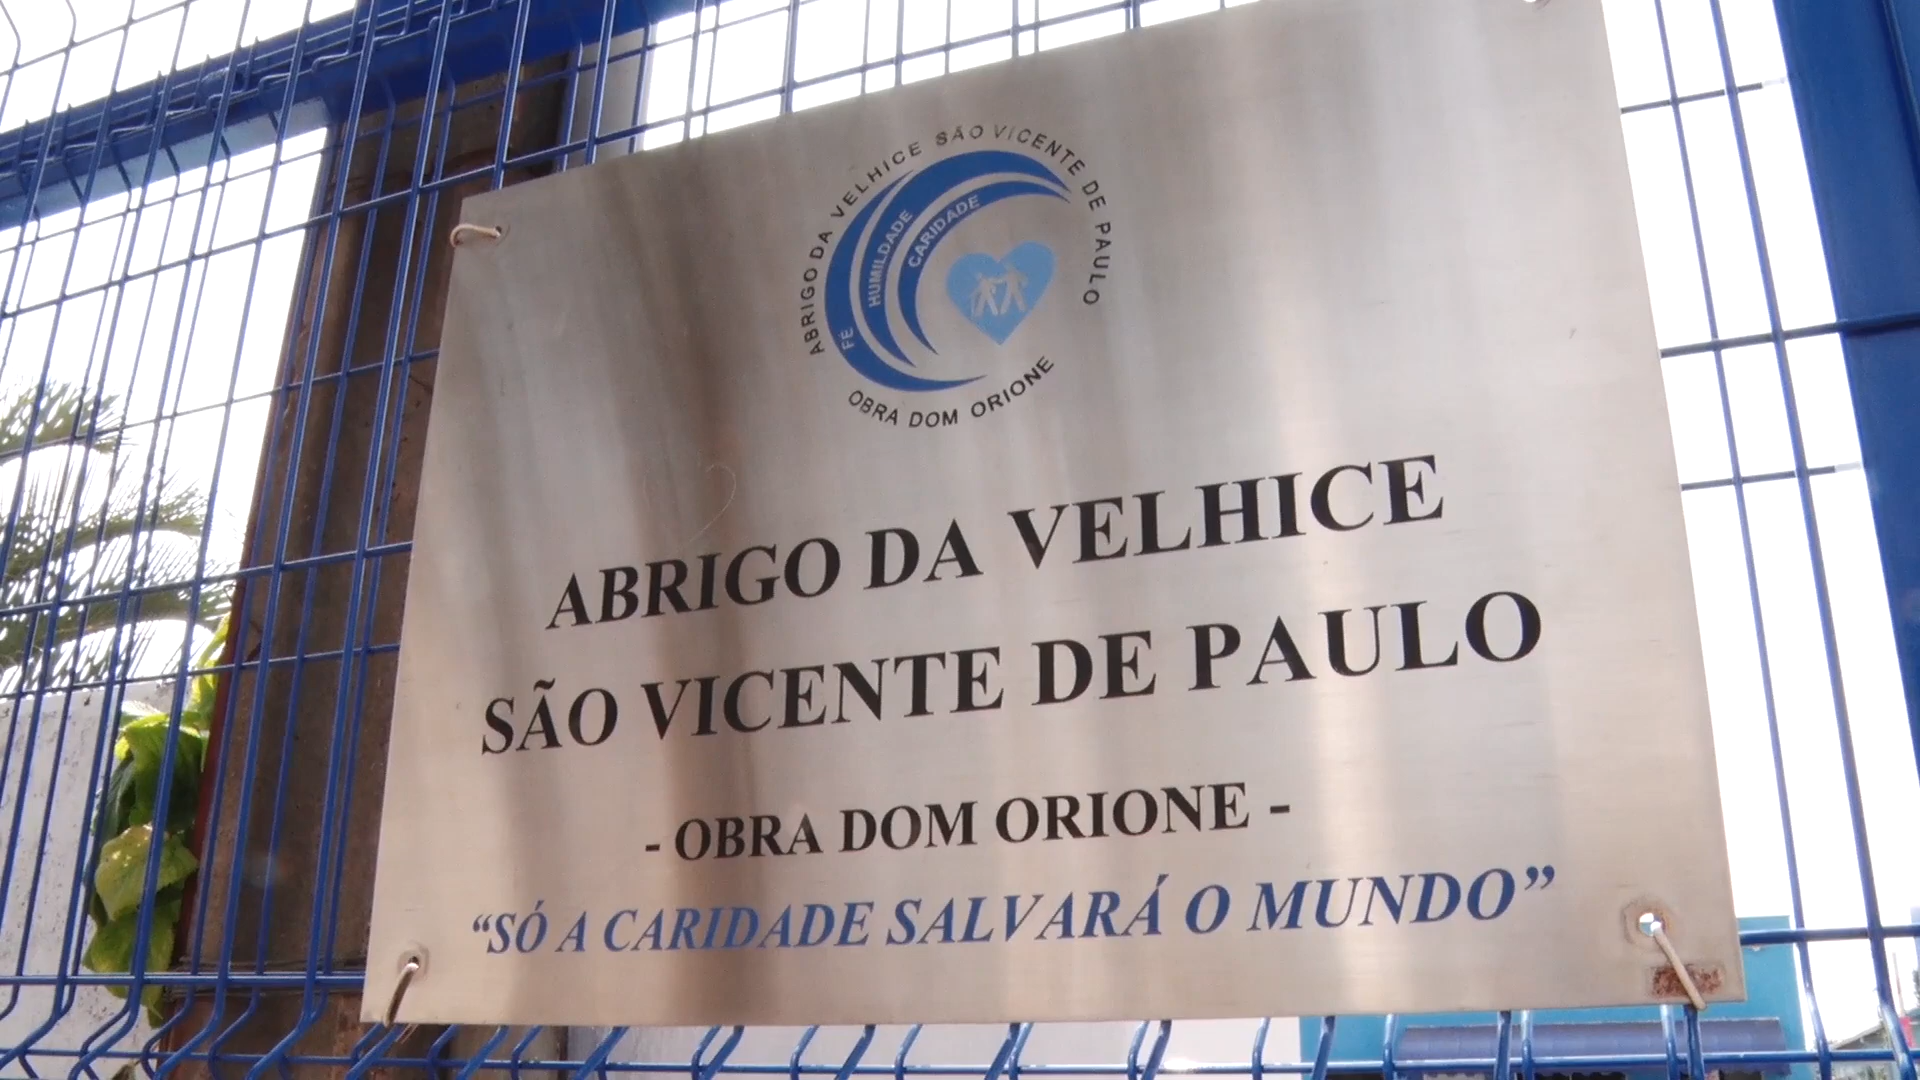 ABRIGO DA VELHICE SÃO VICENTE DE PAULO
FÉ
HUMILDADE
CARIDADE
OBRA DOM ORIONE
ABRIGO DA VELHICE
SÃO VICENTE DE PAULO
- OBRA DOM ORIONE -
“SÓ A CARIDADE SALVARÁ O MUNDO”